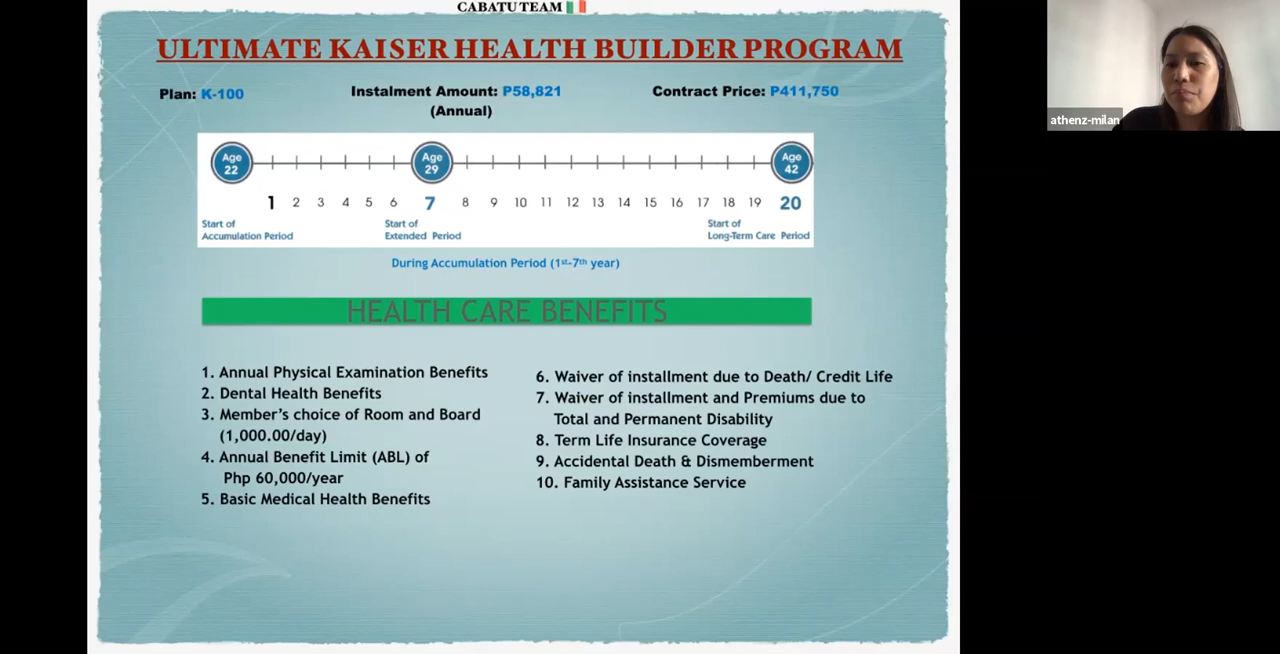 CABATU TEAM
ULTIMATE KAISER HEALTH BUILDER PROGRAM
Plan: K-100
Instalment Amount: P58,821
(Annual)
Contract Price: P411,750
Age 22
Age 29
Age 42
1 2 3 4 5 6 7 8 9 10 11 12 13 14 15 16 17 18 19 20
Start of
Accumulation Period
Start of
Extended Period
Start of
Long-Term Care Period
During Accumulation Period (1st-7th year)
HEALTH CARE BENEFITS
1. Annual Physical Examination Benefits
2. Dental Health Benefits
3. Member's choice of Room and Board
(1,000.00/day)
4. Annual Benefit Limit (ABL) of
Php 60,000/year
5. Basic Medical Health Benefits
6. Waiver of installment due to Death/ Credit Life
7. Waiver of installment and Premiums due to
Total and Permanent Disability
8. Term Life Insurance Coverage
9. Accidental Death & Dismemberment
10. Family Assistance Service
athenz-milan